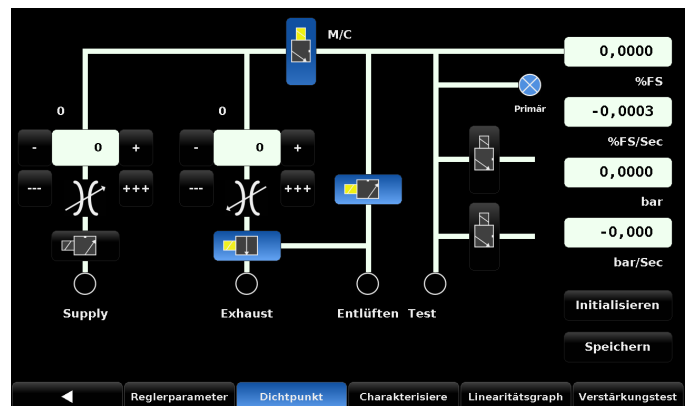 M/C
0,0000
%FS
Primär
0
0
-0,0003
- 0 +
- 0 +
%FS/Sec
--- +++
--- +++
0,0000
bar
-0,000
bar/Sec
Supply
Exhaust
Entlüften
Test
Initialisieren
Speichern
Reglerparameter
Dichtpunkt
Charakterisiere
Linearitätsgraph
Verstärkungstest